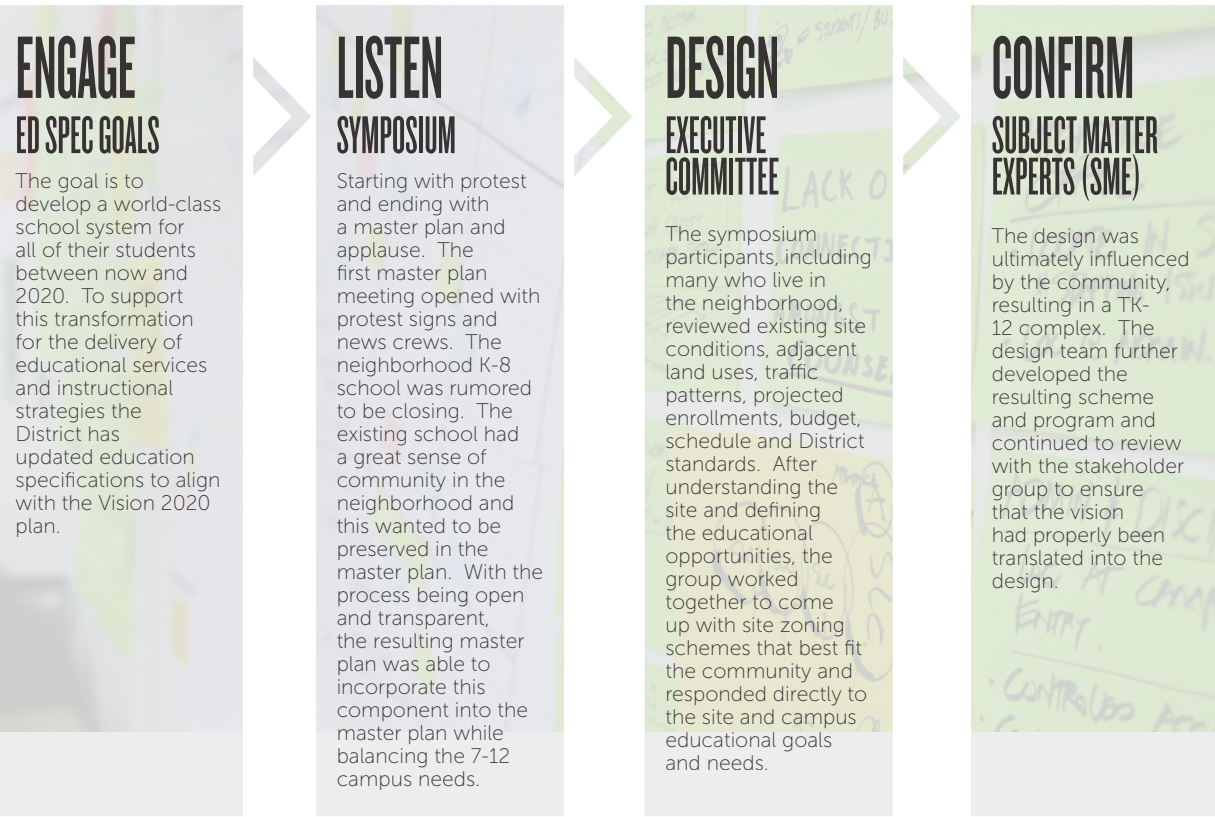 ENGAGE
ED SPEC GOALS
The goal is to
develop a world-class
school system for
all of their students
between now and
2020.  To support
this transformation
for the delivery of
educational services
and instructional
strategies the
District has
updated education
specifications to align
with the Vision 2020
plan.
LISTEN
SYMPOSIUM
Starting with protest
and ending with
a master plan and
applause.  The
first master plan
meeting opened with
protest signs and
news crews.  The
neighborhood K-8
school was rumored
to be closing.  The
existing school had
a great sense of
community in the
neighborhood and
this wanted to be
preserved in the
master plan.  With the
process being open
and transparent,
the resulting master
plan was able to
incorporate this
component into the
master plan while
balancing the 7-12
campus needs.
DESIGN
EXECUTIVE
COMMITTEE
The symposium
participants, including
many who live in
the neighborhood,
reviewed existing site
conditions, adjacent
land uses, traffic
patterns, projected
enrollments, budget,
schedule and District
standards.  After
understanding the
site and defining
the educational
opportunities, the
group worked
together to come
up with site zoning
schemes that best fit
the community and
responded directly to
the site and campus
educational goals
and needs.
CONFIRM
SUBJECT MATTER
EXPERTS (SME)
The design was
ultimately influenced
by the community,
resulting in a TK-
12 complex.  The
design team further
developed the
resulting scheme
and program and
continued to review
with the stakeholder
group to ensure
that the vision
had properly been
translated into the
design.
LACK
ENTRY.